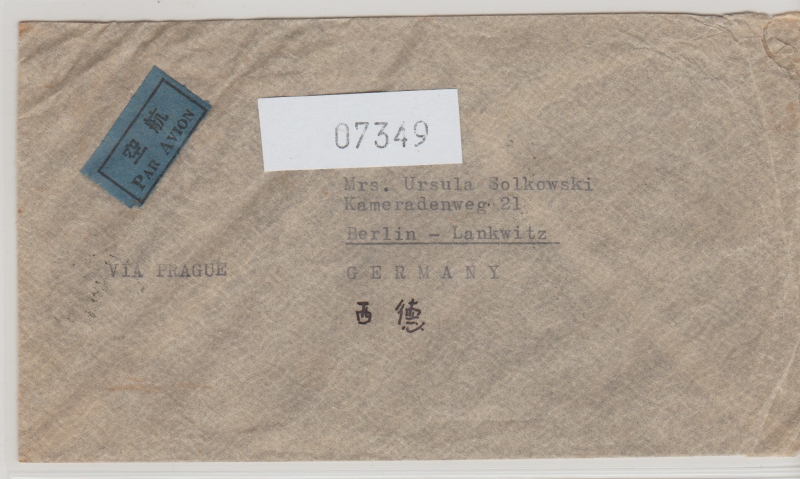 航空
PAR AVION
07349
Mrs. Ursula Solkowski
Kameradenweg 21
Berlin - Lankwitz
VIA PRAGUE
GERMANY
西德